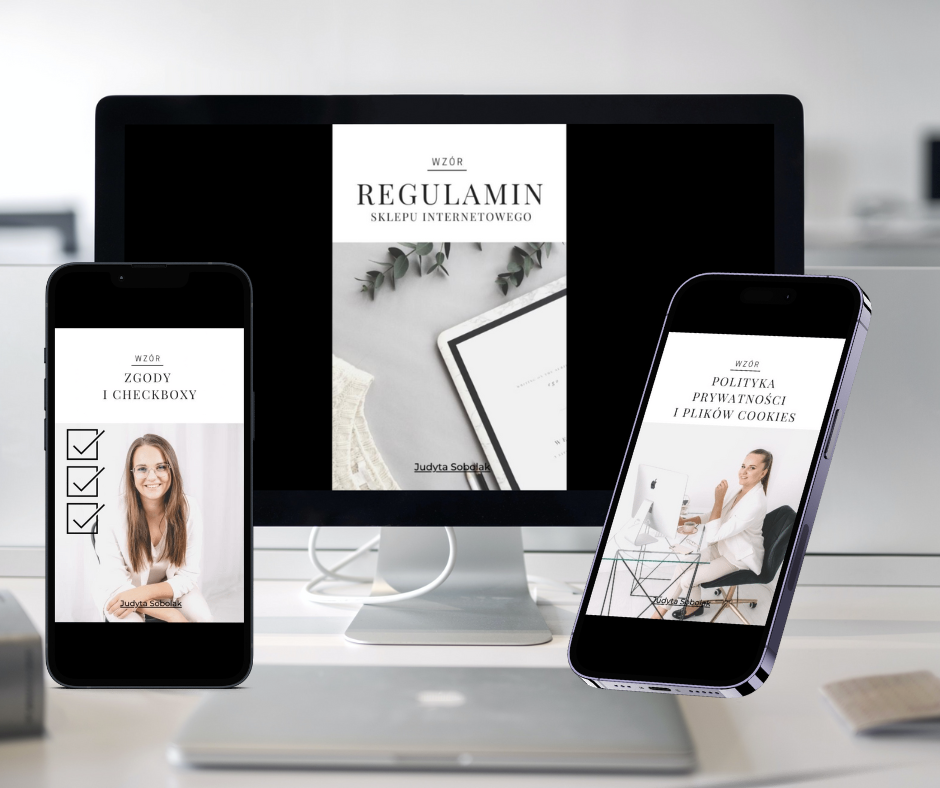 WZÓR
REGULAMIN
SKLEPU INTERNETOWEGO
Judyta Sobolak
WZÓR
ZGODY
I CHECKBOXY
Judyta Sobolak
WZÓR
POLITYKA
PRYWATNOŚCI
I PLIKÓW COOKIES
Judyta Sobolak